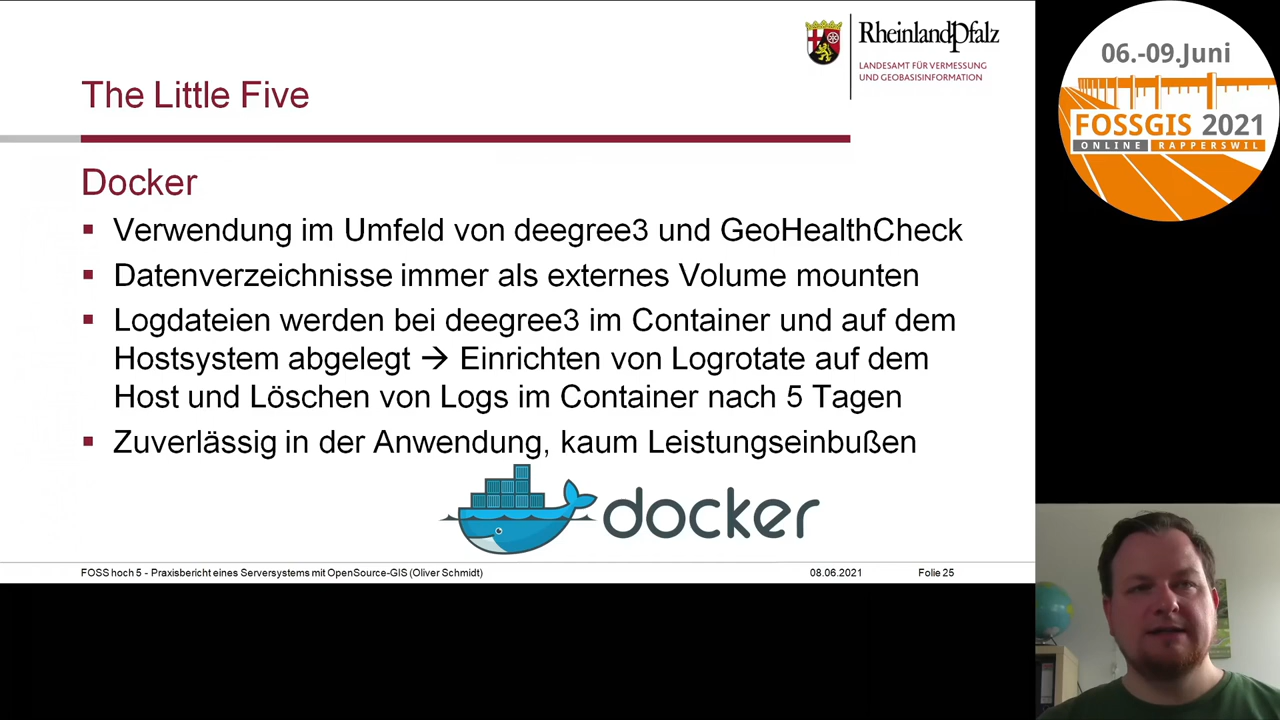 RheinlandPfalz
LANDESAMT FÜR VERMESSUNG
UND GEOBASISINFORMATION
The Little Five
Docker
Verwendung im Umfeld von deegree3 und GeoHealthCheck
Datenverzeichnisse immer als externes Volume mounten
Logdateien werden bei deegree3 im Container und auf dem
Hostsystem abgelegt → Einrichten von Logrotate auf dem
Host und Löschen von Logs im Container nach 5 Tagen
Zuverlässig in der Anwendung, kaum Leistungseinbußen
docker
FOSS hoch 5 - Praxisbericht eines Serversystems mit OpenSource-GIS (Oliver Schmidt)
08.06.2021
Folie 25
06.-09.Juni
FOSSGIS 2021
ONLINE RAPPERSWIL